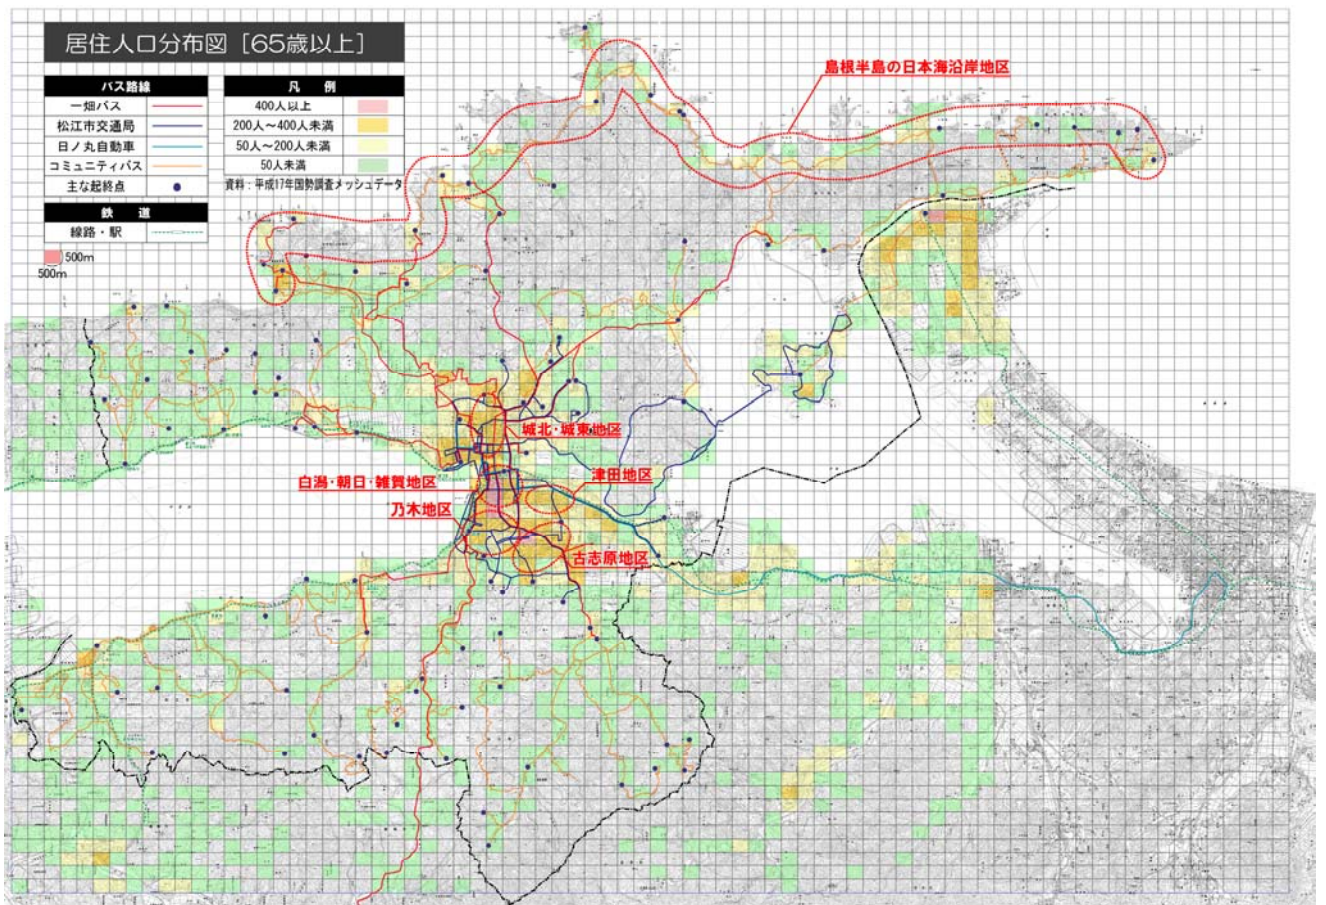 居住人口分布図［65歳以上］
バス路線
一畑バス
松江市交通局
日ノ丸自動車
コミュニティバス
主な起終点
鉄 道
線路・駅
凡 例
400人以上
200人～400人未満
50人～200人未満
50人未満
資料：平成17年国勢調査メッシュデータ
500m
500m
島根半島の日本海沿岸地区
城北・城東地区
白潟・朝日・雑賀地区
津田地区
乃木地区
古志原地区